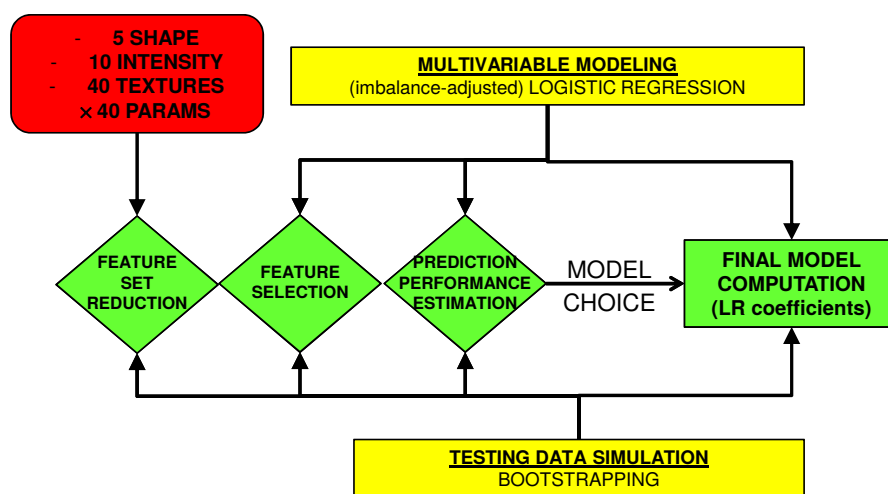 - 5 SHAPE
- 10 INTENSITY
- 40 TEXTURES
× 40 PARAMS
MULTIVARIABLE MODELING
(imbalance-adjusted) LOGISTIC REGRESSION
FEATURE
SET
REDUCTION
FEATURE
SELECTION
PREDICTION
PERFORMANCE
ESTIMATION
MODEL
CHOICE
FINAL MODEL
COMPUTATION
(LR coefficients)
TESTING DATA SIMULATION
BOOTSTRAPPING